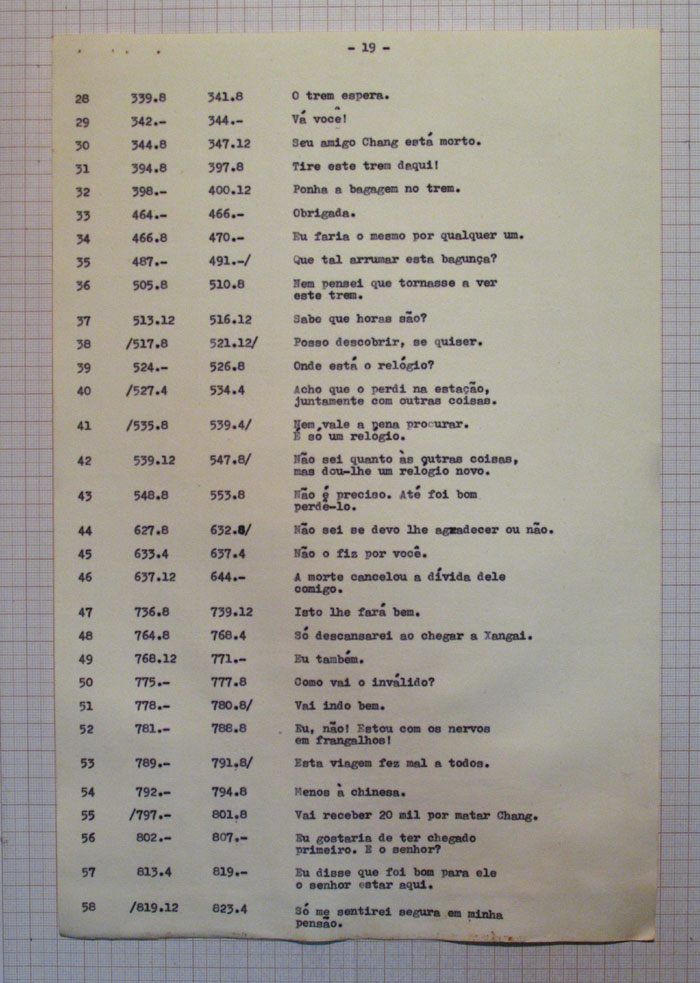 - 19 -
28 339.8 341.8 O trem espera.
29 342.- 344.- Vá você!
30 344.8 347.12 Seu amigo Chang está morto.
31 394.8 397.8 Tire este trem daqui!
32 398.- 400.12 Ponha a bagagem no trem.
33 464.- 466.- Obrigada.
34 466.8 470.- Eu faria o mesmo por qualquer um.
35 487.- 491.-/ Que tal arrumar esta bagunça?
36 505.8 510.8 Nem pensei que tornasse a ver
este trem.
37 513.12 516.12 Sabe que horas são?
38 /517.8 521.12/ Posso descobrir, se quiser.
39 524.- 526.8 Onde está o relógio?
40 /527.4 534.4 Acho que o perdi na estação,
juntamente com outras coisas.
41 /535.8 539.4/ Nem vale a pena procurar.
É só um relógio.
42 539.12 547.8/ Não sei quanto às outras coisas,
mas dou-lhe um relógio novo.
43 548.8 553.8 Não é preciso. Até foi bom
perdê-lo.
44 627.8 632.8/ Não sei se devo lhe agradecer ou não.
45 633.4 637.4 Não o fiz por você.
46 637.12 644.- A morte cancelou a dívida dele
comigo.
47 736.8 739.12 Isto lhe fará bem.
48 764.8 768.4 Só descansarei ao chegar a Xangai.
49 768.12 771.- Eu também.
50 775.- 777.8 Como vai o inválido?
51 778.- 780.8/ Vai indo bem.
52 781.- 788.8 Eu, não! Estou com os nervos
em frangalhos!
53 789.- 791.8/ Esta viagem fez mal a todos.
54 792.- 794.8 Menos à chinesa.
55 /797.- 801.8 Vai receber 20 mil por matar Chang.
56 802.- 807.- Eu gostaria de ter chegado
primeiro. E o senhor?
57 813.4 819.- Eu disse que foi bom para ele
o senhor estar aqui.
58 /819.12 823.4 Só me sentirei segura em minha
pensão.